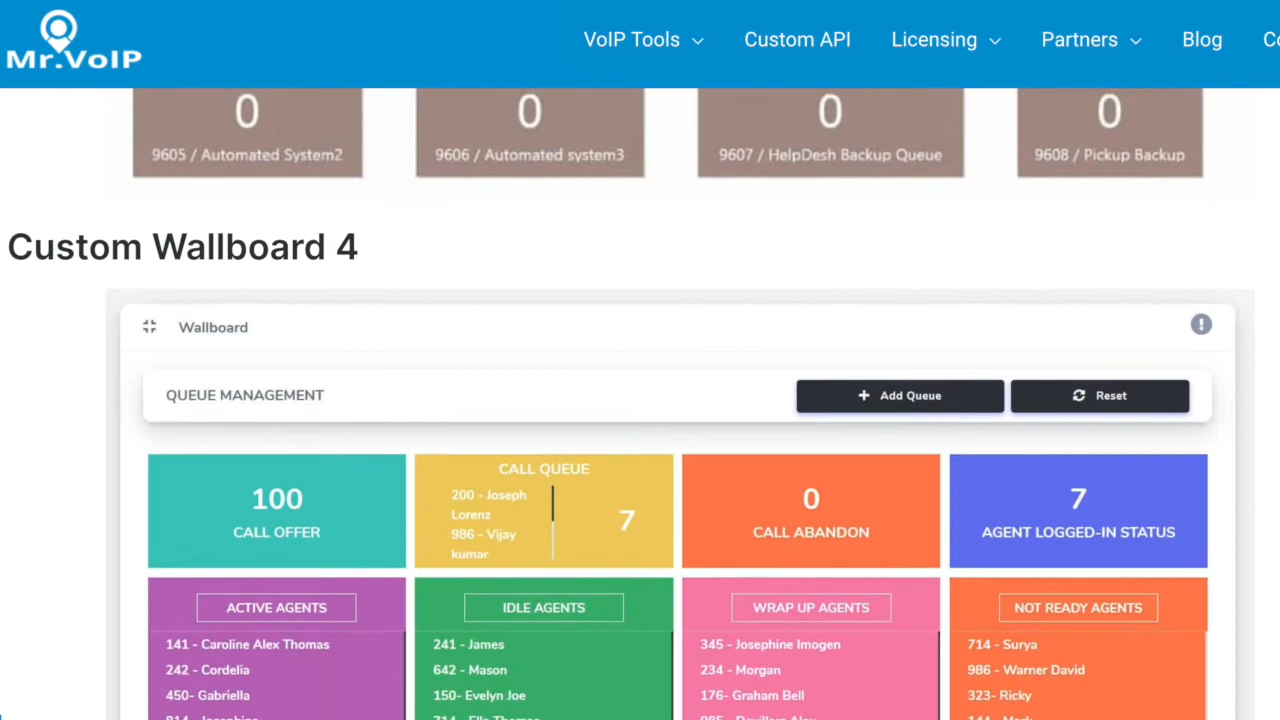 Mr.VoIP
VoIP Tools
Custom API
Licensing
Partners
Blog
0
0
0
0
9605 / Automated System2
9606 / Automated system3
9607 / HelpDesh Backup Queue
9608 / Pickup Backup
Custom Wallboard 4
Wallboard
QUEUE MANAGEMENT
Add Queue
Reset
100
CALL OFFER
CALL QUEUE
200 - Joseph
Lorenz
986 - Vijay
kumar
7
0
CALL ABANDON
7
AGENT LOGGED-IN STATUS
ACTIVE AGENTS
141 - Caroline Alex Thomas
242 - Cordelia
450- Gabriella
IDLE AGENTS
241 - James
642 - Mason
150- Evelyn Joe
WRAP UP AGENTS
345 - Josephine Imogen
234 - Morgan
176- Graham Bell
NOT READY AGENTS
714 - Surya
986 - Warner David
323- Ricky